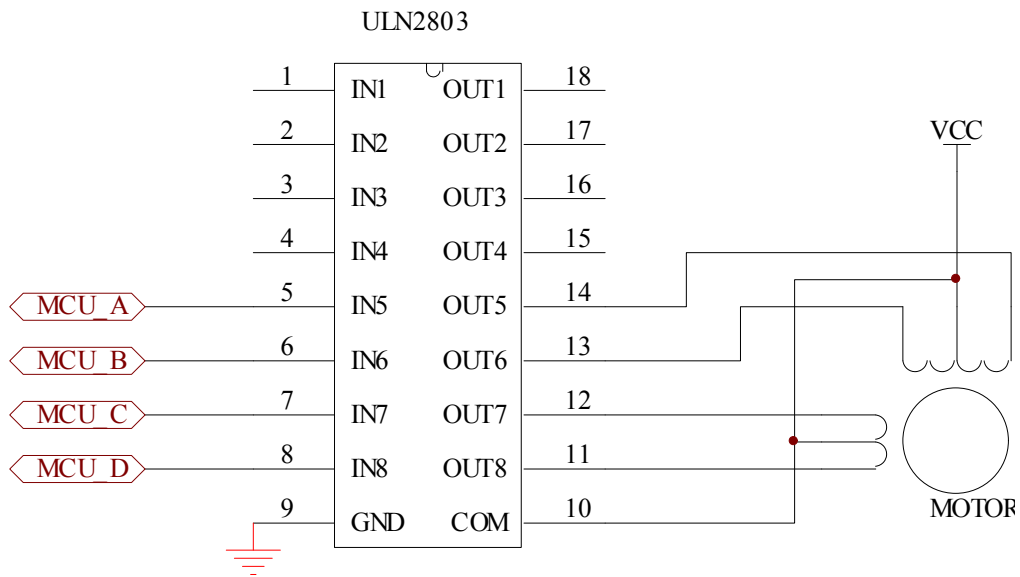 ULN2803
1 IN1 OUT1 18
2 IN2 OUT2 17
VCC
3 IN3 OUT3 16
4 IN4 OUT4 15
MCU_A 5 IN5 OUT5 14
MCU_B 6 IN6 OUT6 13
MCU_C 7 IN7 OUT7 12
MCU_D 8 IN8 OUT8 11
9 GND COM 10
MOTOR